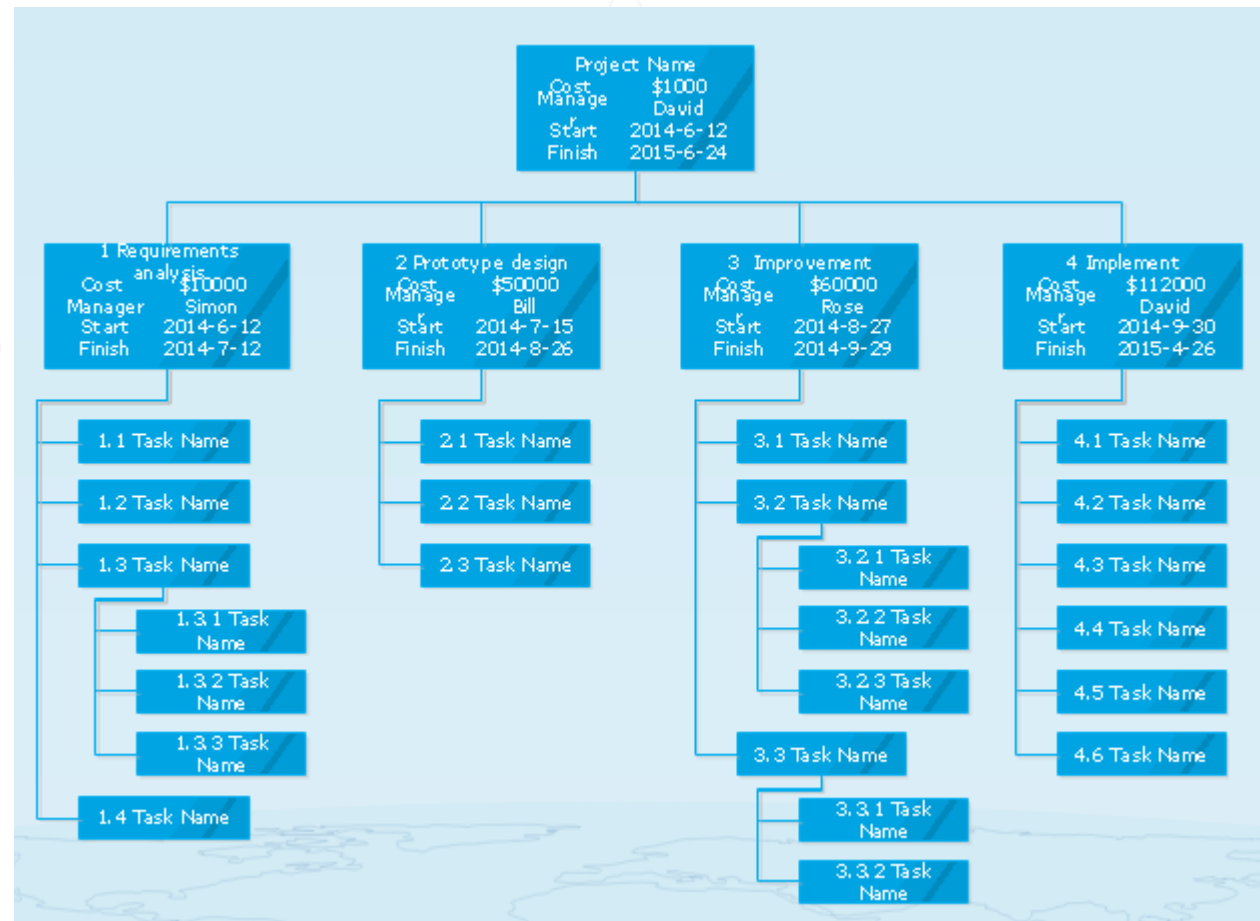 Project Name
Cost $1000
Manager David
Start 2014-6-12
Finish 2015-6-24
1 Requirements
analysis
Cost $10000
Manager Simon
Start 2014-6-12
Finish 2014-7-12
2 Prototype design
Cost $50000
Manager Bill
Start 2014-7-15
Finish 2014-8-26
3 Improvement
Cost $60000
Manager Rose
Start 2014-8-27
Finish 2014-9-29
4 Implement
Cost $112000
Manager David
Start 2014-9-30
Finish 2015-4-26
1.1 Task Name
1.2 Task Name
1.3 Task Name
1.3.1 Task
Name
1.3.2 Task
Name
1.3.3 Task
Name
1.4 Task Name
2.1 Task Name
2.2 Task Name
2.3 Task Name
3.1 Task Name
3.2 Task Name
3.2.1 Task
Name
3.2.2 Task
Name
3.2.3 Task
Name
3.3 Task Name
3.3.1 Task
Name
3.3.2 Task
Name
4.1 Task Name
4.2 Task Name
4.3 Task Name
4.4 Task Name
4.5 Task Name
4.6 Task Name